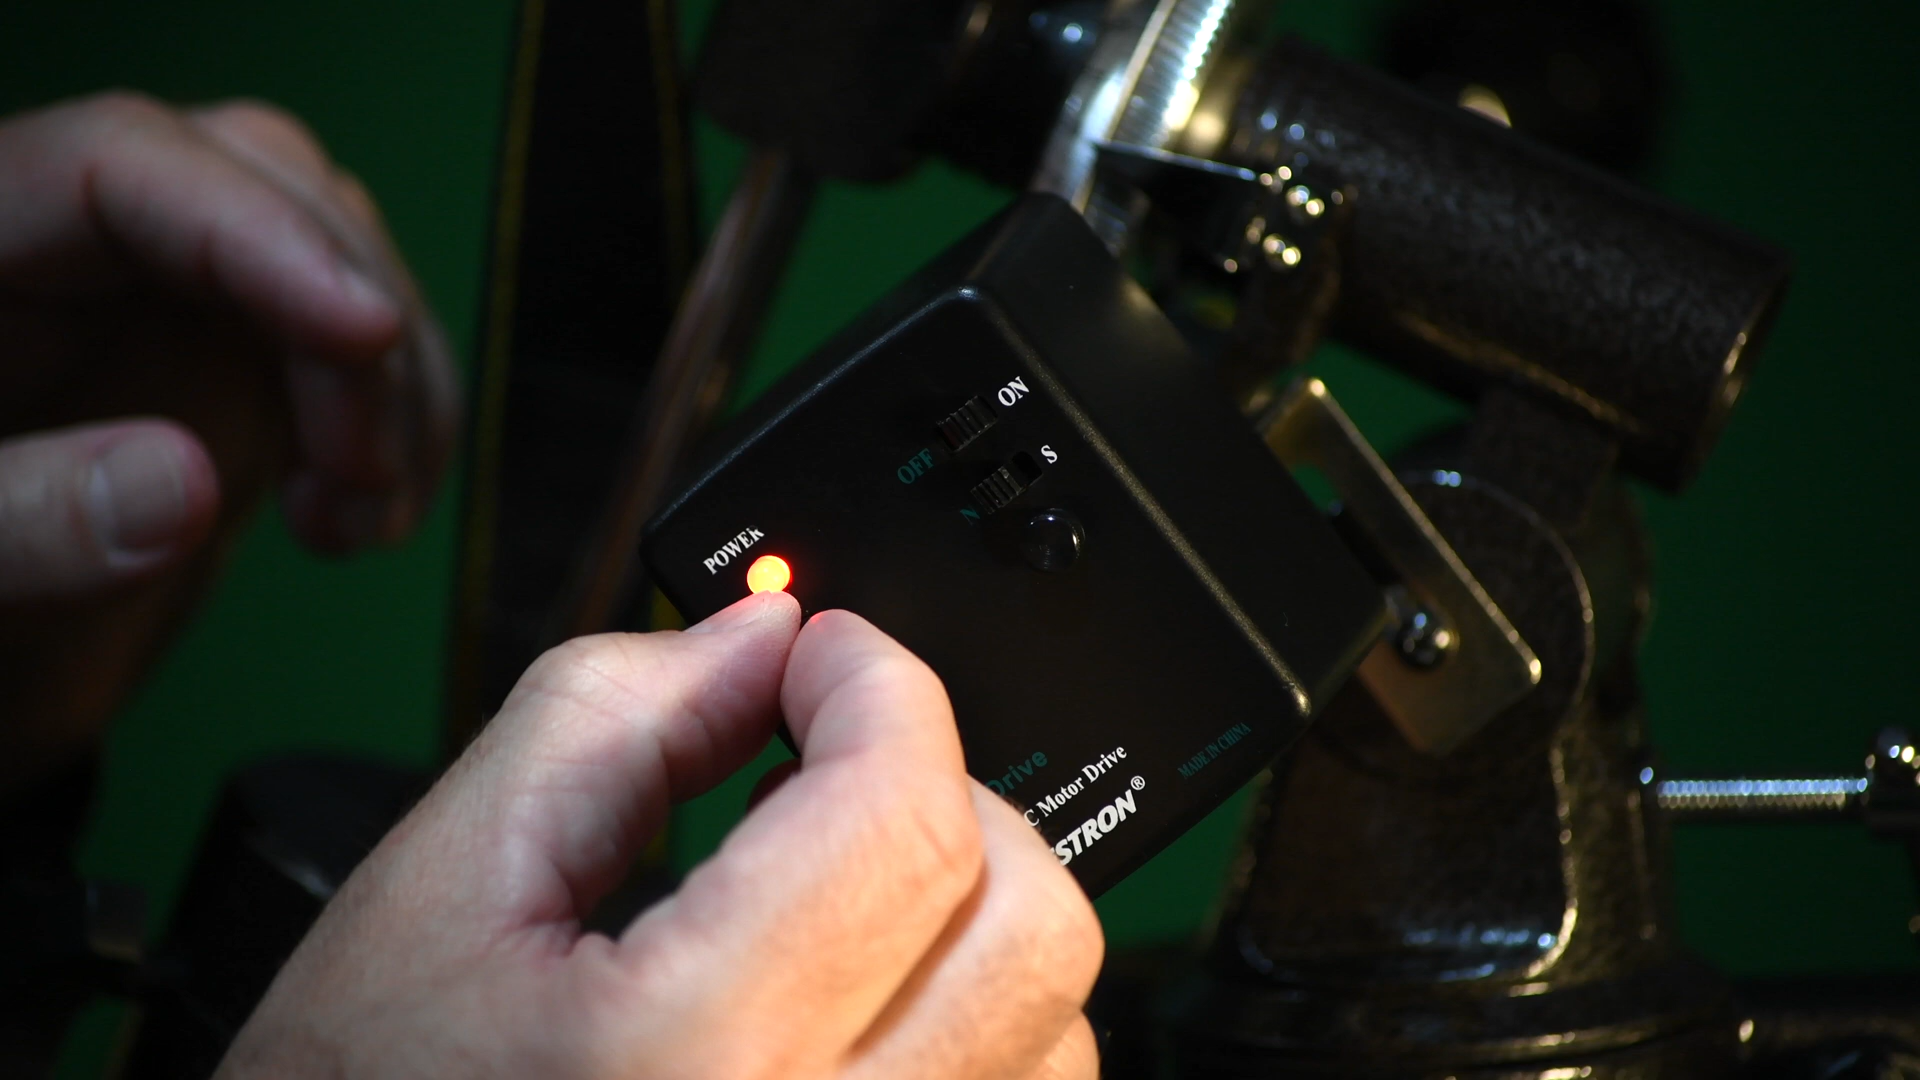 ON
OFF
S
N
POWER
Drive
C Motor Drive
STRON®
MADE IN CHINA